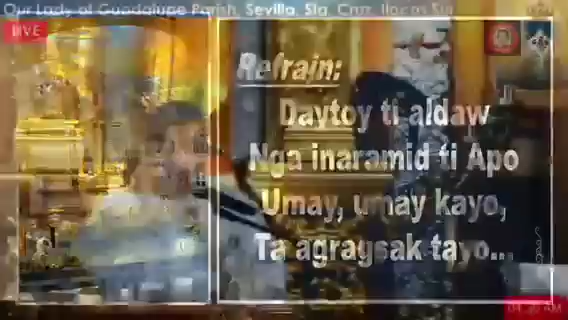 Our Lady of Guadalupe Parish, Sevilla, Sta. Cruz, Ilocos Sur
LIVE
Refrain:
Daytoy ti aldaw
Nga inaramid ti Apo
Umay, umay kayo,
Ta agragsak tayo...